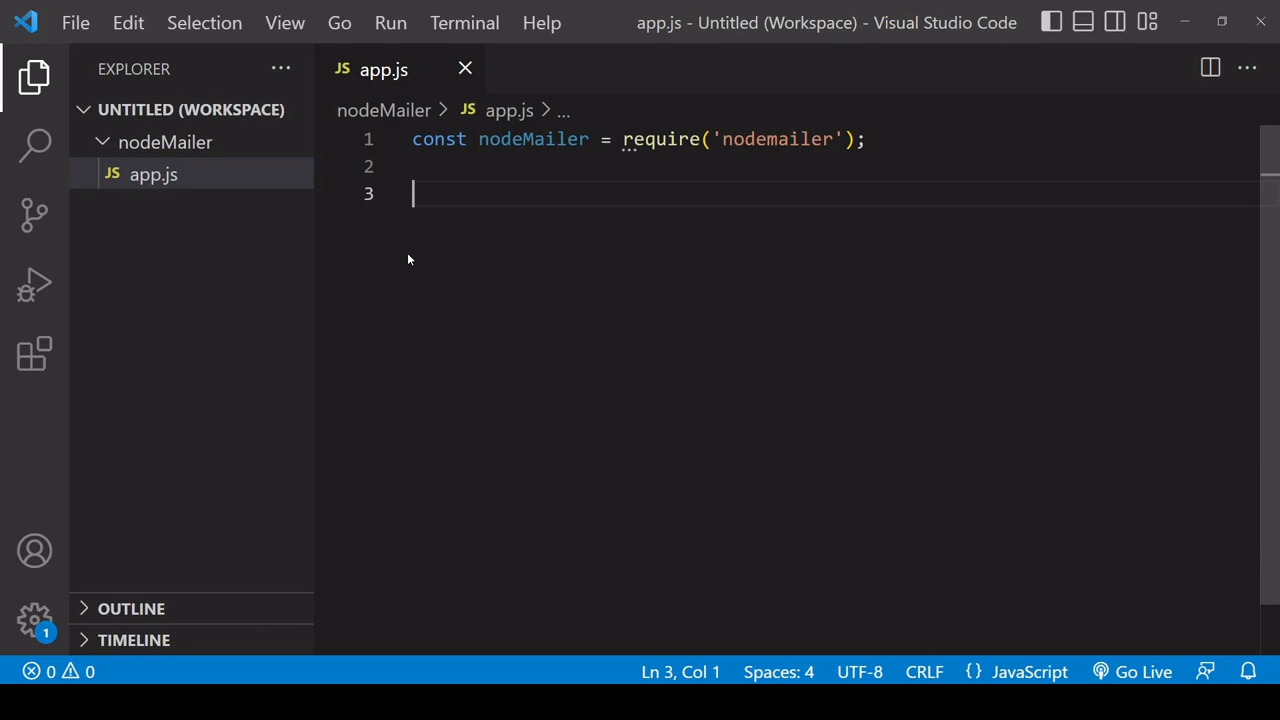 File Edit Selection View Go Run Terminal Help app.js - Untitled (Workspace) - Visual Studio Code
EXPLORER ...
UNTITLED (WORKSPACE)
nodeMailer
JS app.js
JS app.js
nodeMailer > JS app.js > ...
1 const nodeMailer = require('nodemailer');
2
3
OUTLINE
TIMELINE
1
0 0 Ln 3, Col 1 Spaces: 4 UTF-8 CRLF {} JavaScript Go Live